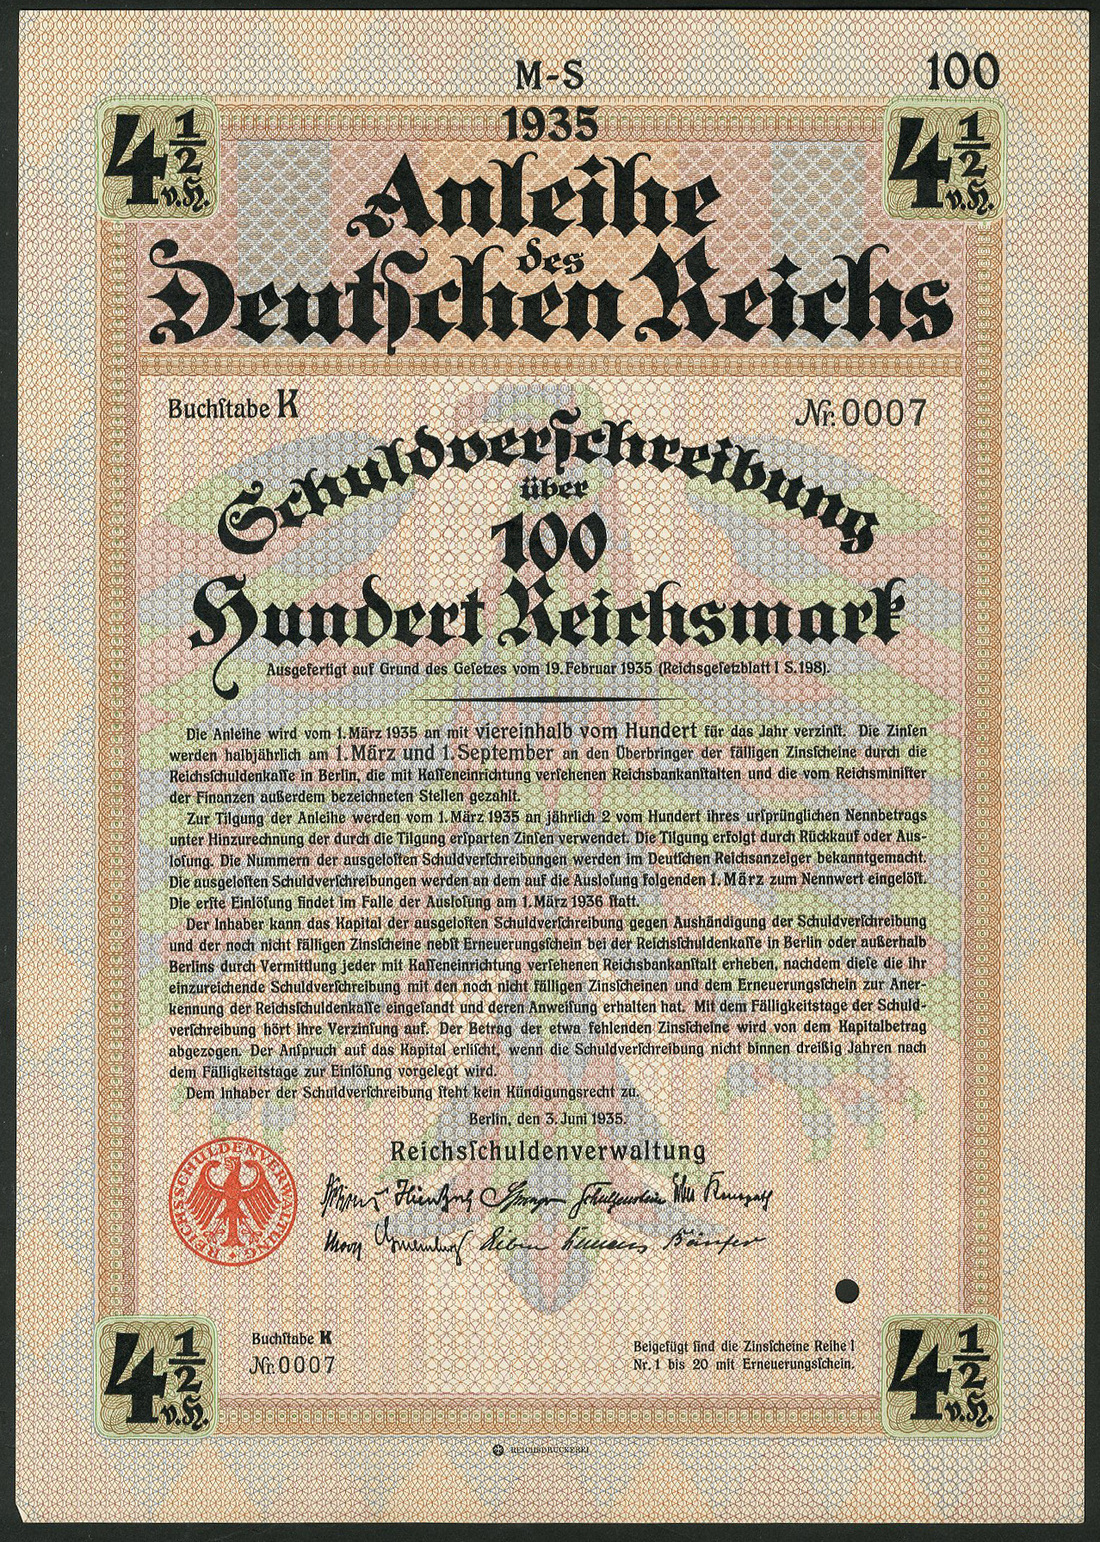 M-S
100
1935
4½ v.H.
4½ v.H.
Anleihe
des
Deutſchen Reichs
Buchſtabe K
Nr. 0007
Schuldverſchreibung
über
100
Hundert Reichsmark
Ausgefertigt auf Grund des Geſetzes vom 19. Februar 1935 (Reichsgeſetzblatt I S. 198).
Die Anleihe wird vom 1. März 1935 an mit viereinhalb vom Hundert für das Jahr verzinſt. Die Zinſen
werden halbjährlich am 1. März und 1. September an den Überbringer der fälligen Zinsſcheine durch die
Reichsſchuldenkaſſe in Berlin, die mit Kaſſeneinrichtung verſehenen Reichsbankanſtalten und die vom Reichsminiſter
der Finanzen außerdem bezeichneten Stellen gezahlt.
Zur Tilgung der Anleihe werden vom 1. März 1935 an jährlich 2 vom Hundert ihres urſprünglichen Nennbetrags
unter Hinzurechnung der durch die Tilgung erſparten Zinſen verwendet. Die Tilgung erfolgt durch Rückkauf oder Aus-
loſung. Die Nummern der ausgeloſten Schuldverſchreibungen werden im Deutſchen Reichsanzeiger bekanntgemacht.
Die ausgeloſten Schuldverſchreibungen werden an dem auf die Ausloſung folgenden 1. März zum Nennwert eingelöſt.
Die erſte Einlöſung findet im Falle der Ausloſung am 1. März 1936 ſtatt.
Der Inhaber kann das Kapital der ausgeloſten Schuldverſchreibung gegen Aushändigung der Schuldverſchreibung
und der noch nicht fälligen Zinsſcheine nebſt Erneuerungsſchein bei der Reichsſchuldenkaſſe in Berlin oder außerhalb
Berlins durch Vermittlung jeder mit Kaſſeneinrichtung verſehenen Reichsbankanſtalt erheben, nachdem dieſe die ihr
einzureichende Schuldverſchreibung mit den noch nicht fälligen Zinsſcheinen und dem Erneuerungsſchein zur Aner-
kennung der Reichsſchuldenkaſſe eingeſandt und deren Anweiſung erhalten hat. Mit dem Fälligkeitstage der Schuld-
verſchreibung hört ihre Verzinſung auf. Der Betrag der etwa fehlenden Zinsſcheine wird von dem Kapitalbetrag
abgezogen. Der Anſpruch auf das Kapital erliſcht, wenn die Schuldverſchreibung nicht binnen dreißig Jahren nach
dem Fälligkeitstage zur Einlöſung vorgelegt wird.
Dem Inhaber der Schuldverſchreibung ſteht kein Kündigungsrecht zu.
Berlin, den 3. Juni 1935.
Reichsſchuldenverwaltung
REICHSSCHULDENVERWALTUNG
Buchſtabe K
Nr. 0007
Beigefügt ſind die Zinsſcheine Reihe I
Nr. 1 bis 20 mit Erneuerungsſchein.
4½ v.H.
4½ v.H.
REICHSDRUCKEREI